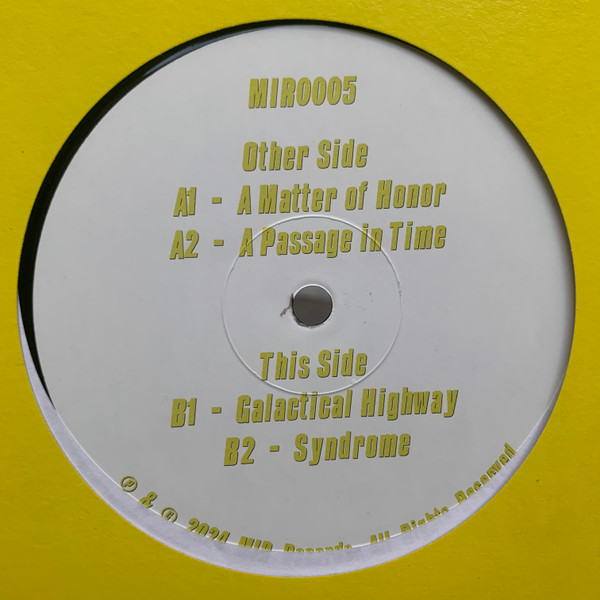 MIR0005
Other Side
A1 - A Matter of Honor
A2 - A Passage in Time
This Side
B1 - Galactical Highway
B2 - Syndrome
℗ & © 2024 MIR Records. All Rights Reserved